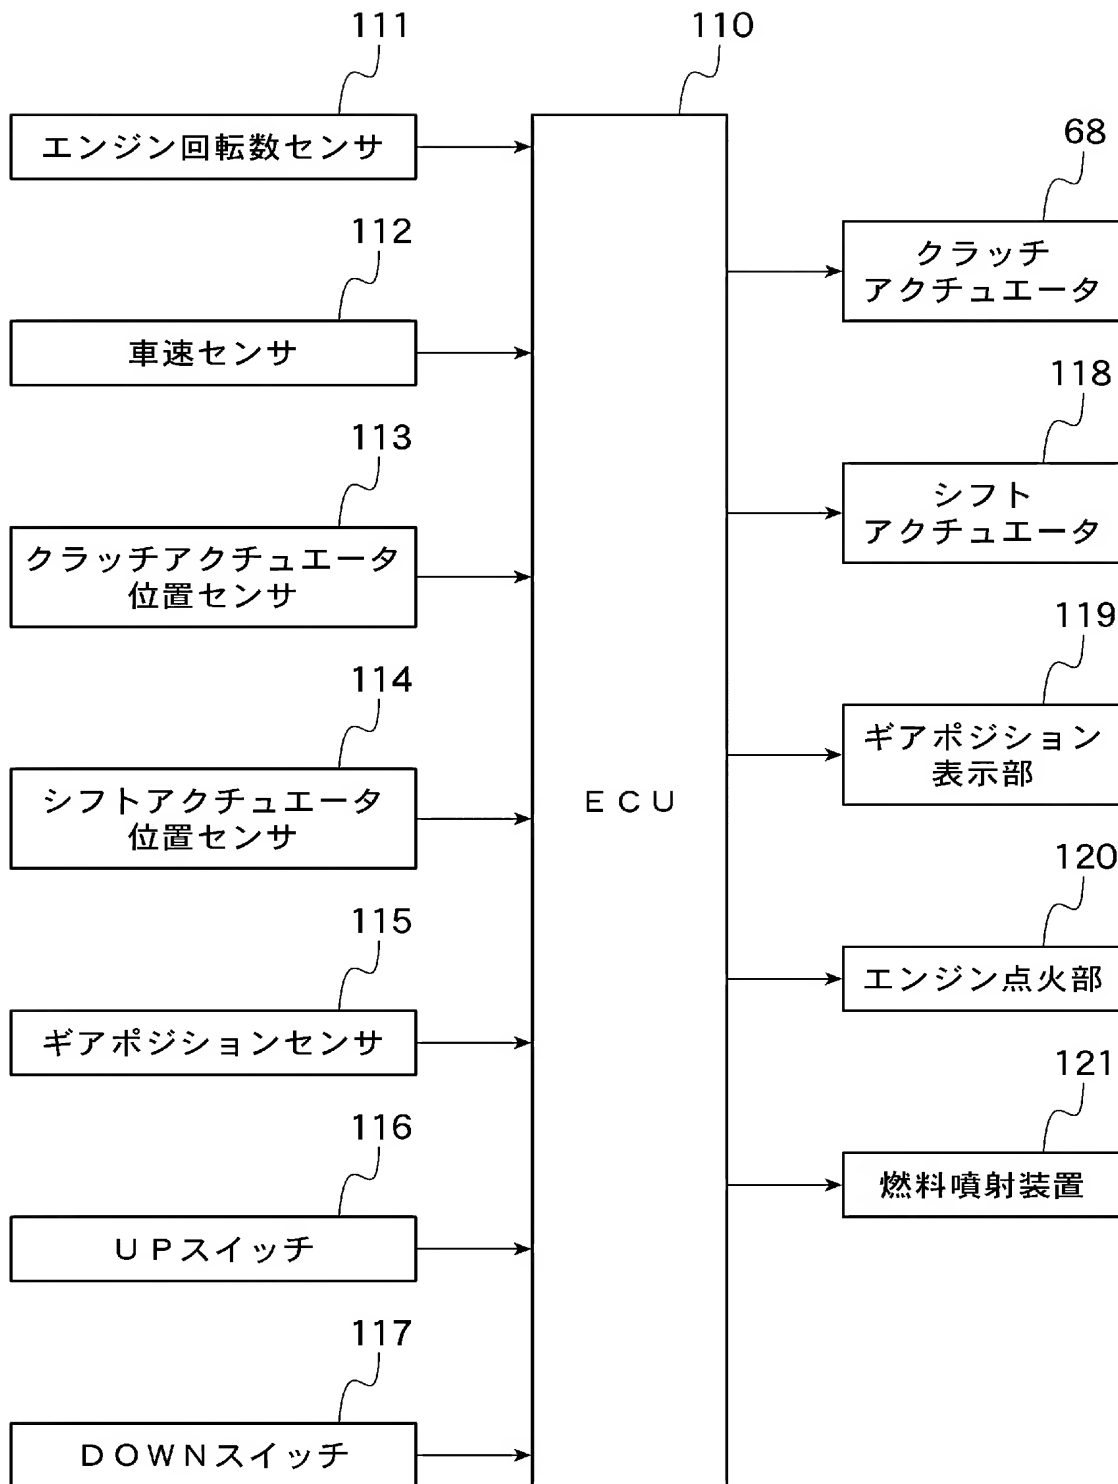 111
エンジン回転数センサ
112
車速センサ
113
クラッチアクチュエータ
位置センサ
114
シフトアクチュエータ
位置センサ
115
ギアポジションセンサ
116
UPスイッチ
117
DOWNスイッチ
110
ECU
68
クラッチ
アクチュエータ
118
シフト
アクチュエータ
119
ギアポジション
表示部
120
エンジン点火部
121
燃料噴射装置